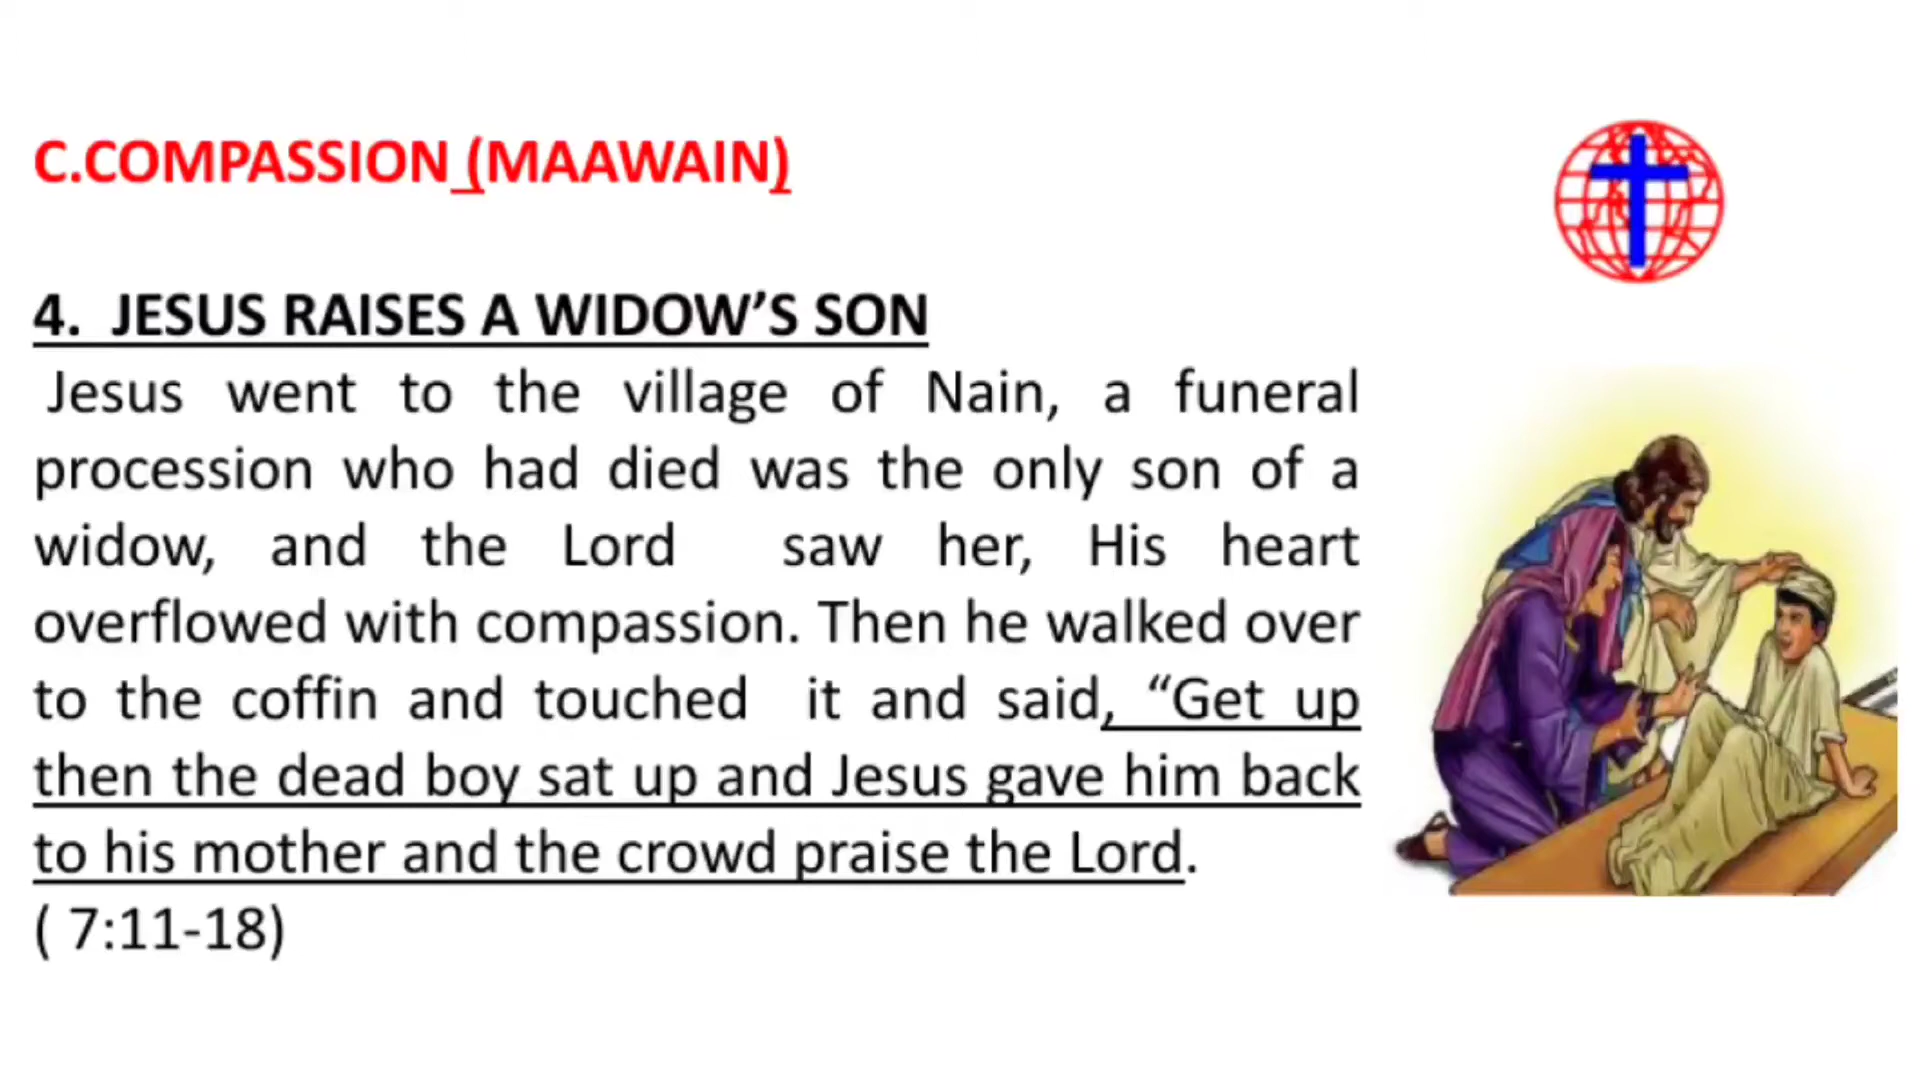 C.COMPASSION (MAAWAIN)
4. JESUS RAISES A WIDOW’S SON
Jesus went to the village of Nain, a funeral
procession who had died was the only son of a
widow, and the Lord saw her, His heart
overflowed with compassion. Then he walked over
to the coffin and touched it and said, “Get up
then the dead boy sat up and Jesus gave him back
to his mother and the crowd praise the Lord.
( 7:11-18)